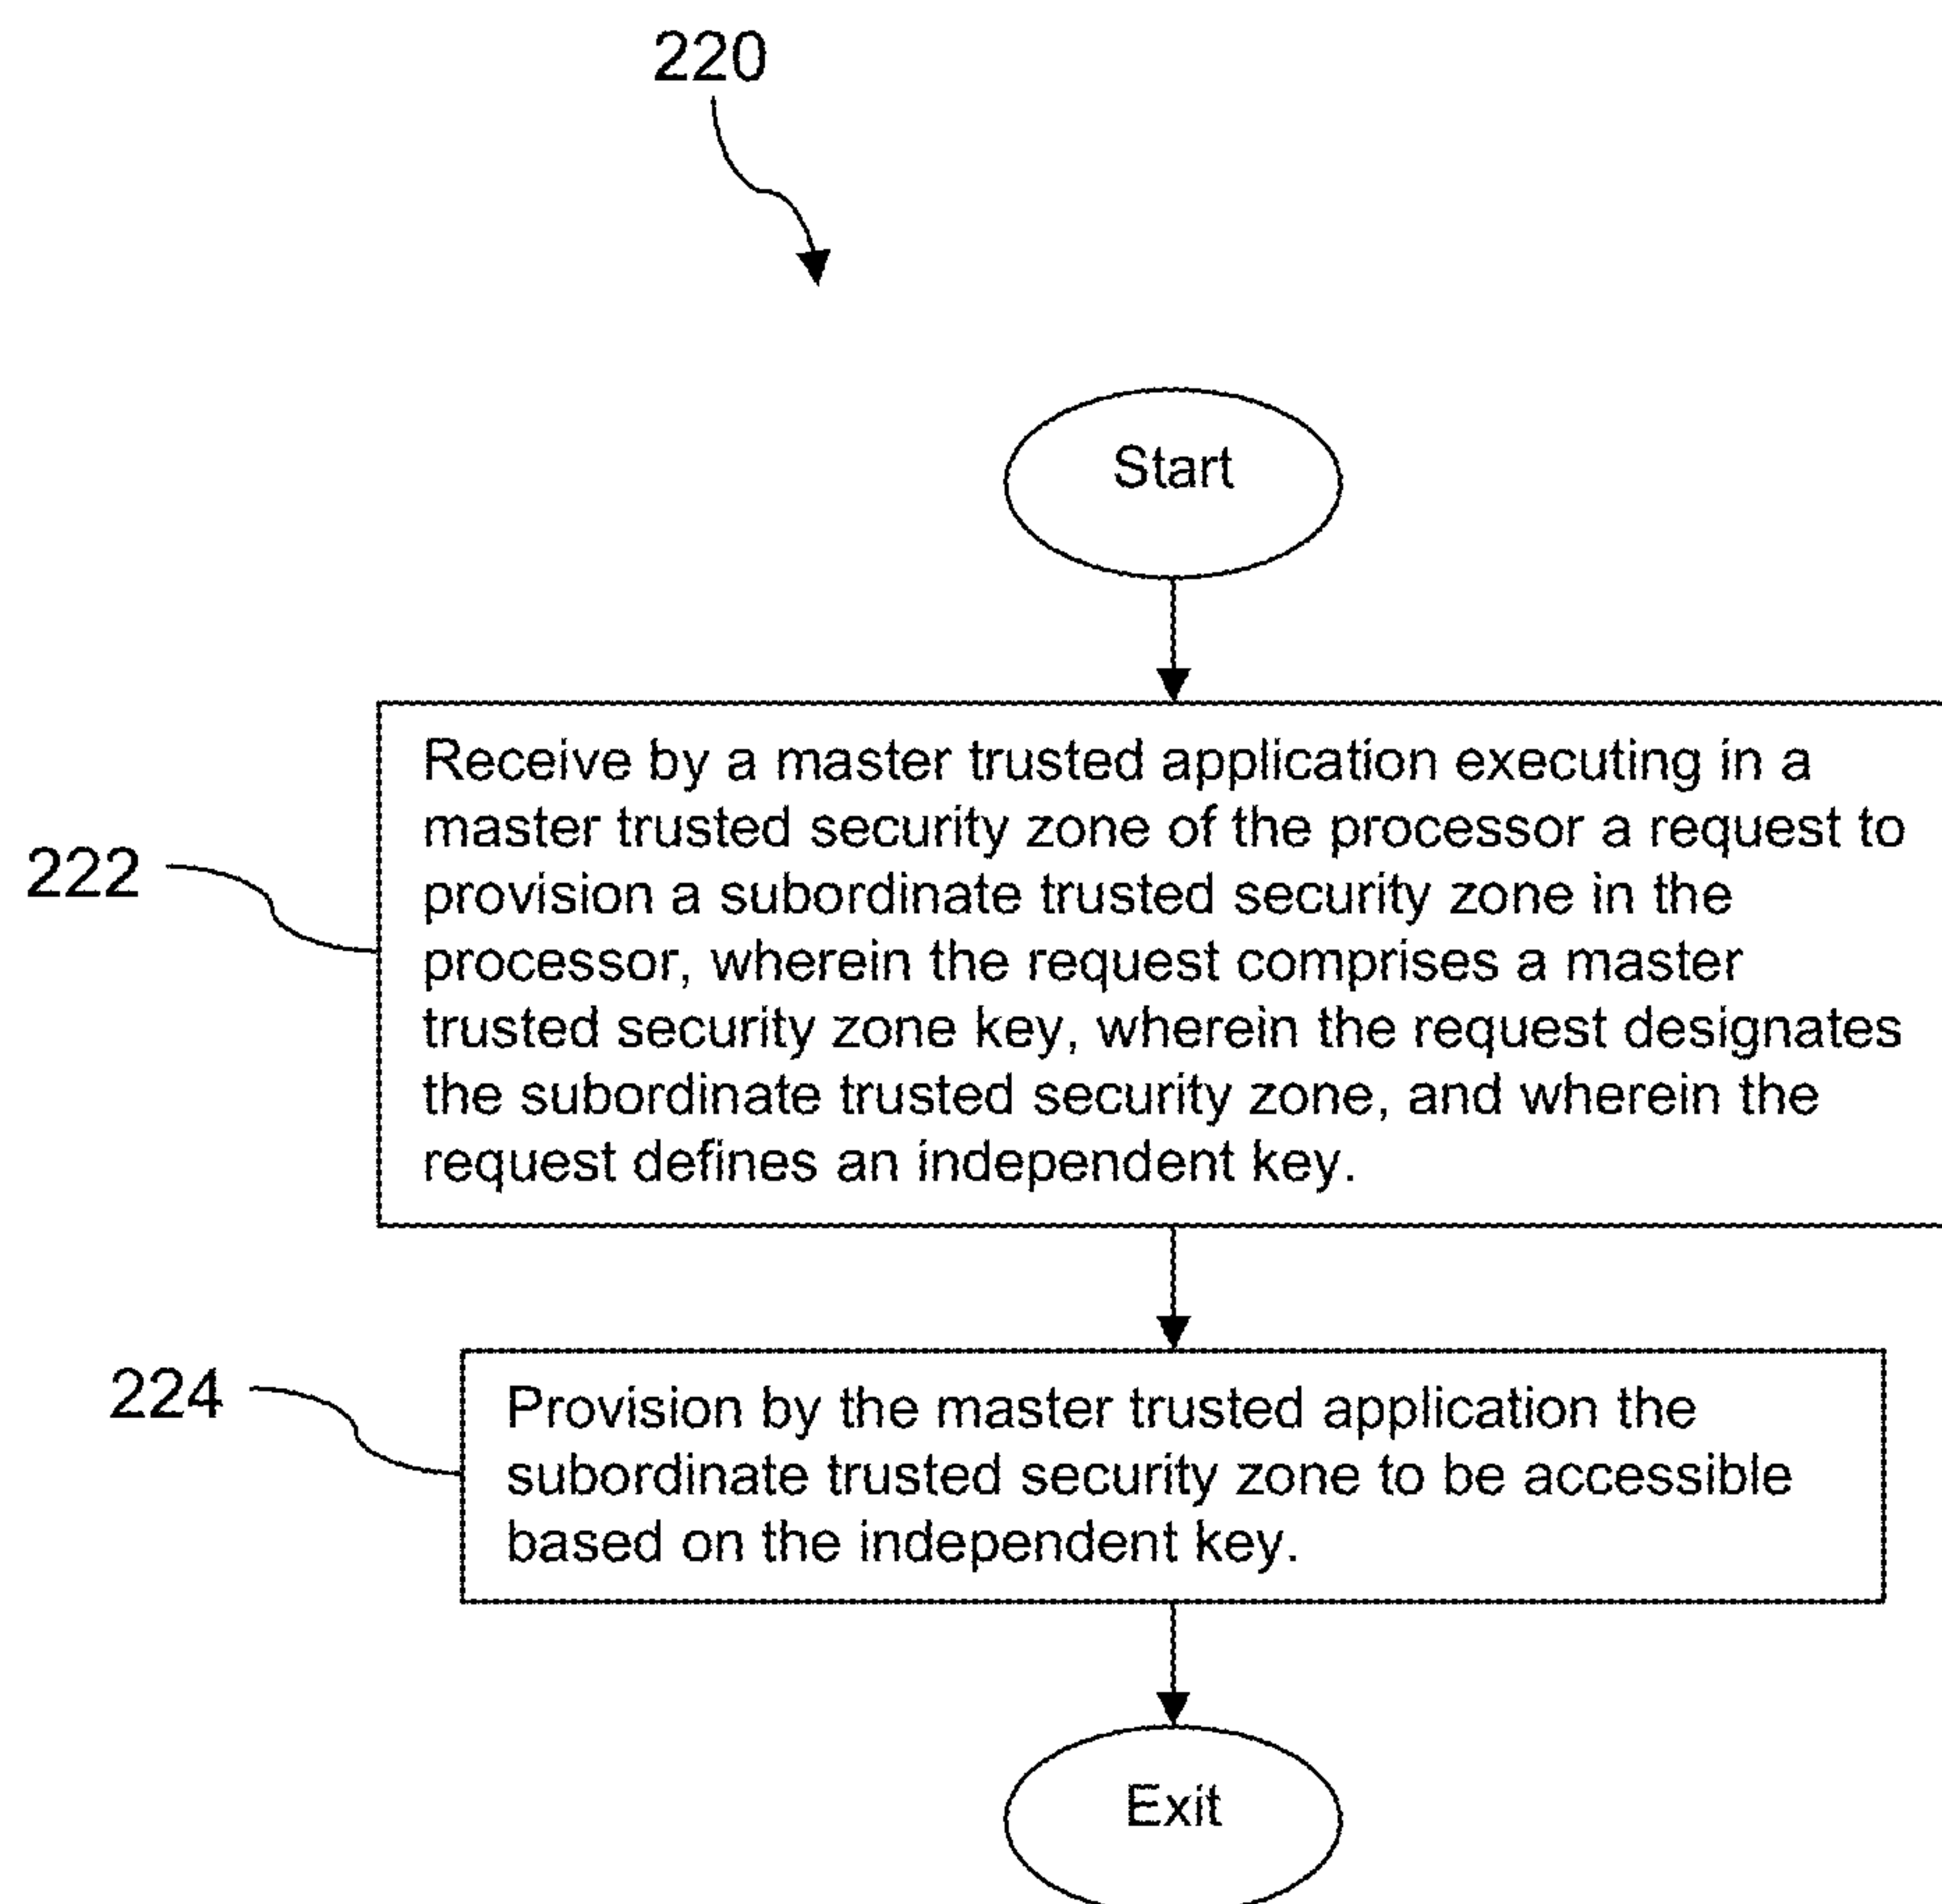 220
Start
222
Receive by a master trusted application executing in a
master trusted security zone of the processor a request to
provision a subordinate trusted security zone in the
processor, wherein the request comprises a master
trusted security zone key, wherein the request designates
the subordinate trusted security zone, and wherein the
request defines an independent key.
224
Provision by the master trusted application the
subordinate trusted security zone to be accessible
based on the independent key.
Exit